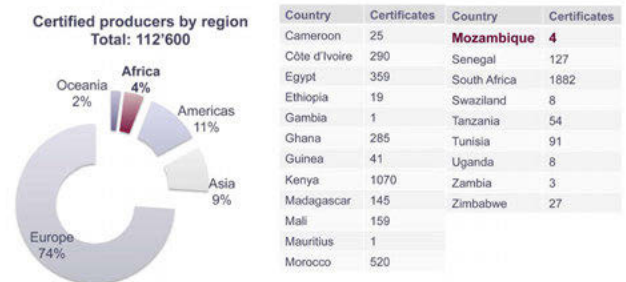 Certified producers by region
Total: 112'600
Oceania
2%
Africa
4%
Americas
11%
Asia
9%
Europe
74%
Country Certificates
Cameroon 25
Côte d'Ivoire 290
Egypt 359
Ethiopia 19
Gambia 1
Ghana 285
Guinea 41
Kenya 1070
Madagascar 145
Mali 159
Mauritius 1
Morocco 520
Country Certificates
Mozambique 4
Senegal 127
South Africa 1882
Swaziland 8
Tanzania 54
Tunisia 91
Uganda 8
Zambia 3
Zimbabwe 27